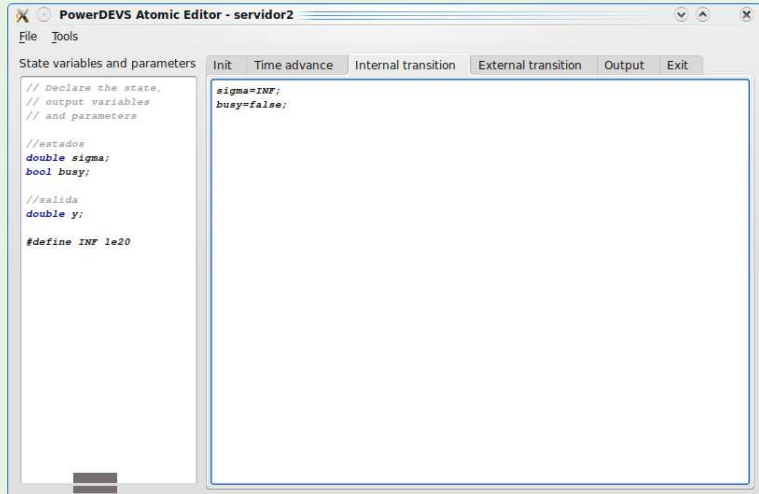 PowerDEVS Atomic Editor - servidor2
File Tools
State variables and parameters
Init Time advance Internal transition External transition Output Exit
// Declare the state,
// output variables
// and parameters
//estados
double sigma;
bool busy;
//salida
double y;
#define INF 1e20
sigma=INF;
busy=false;